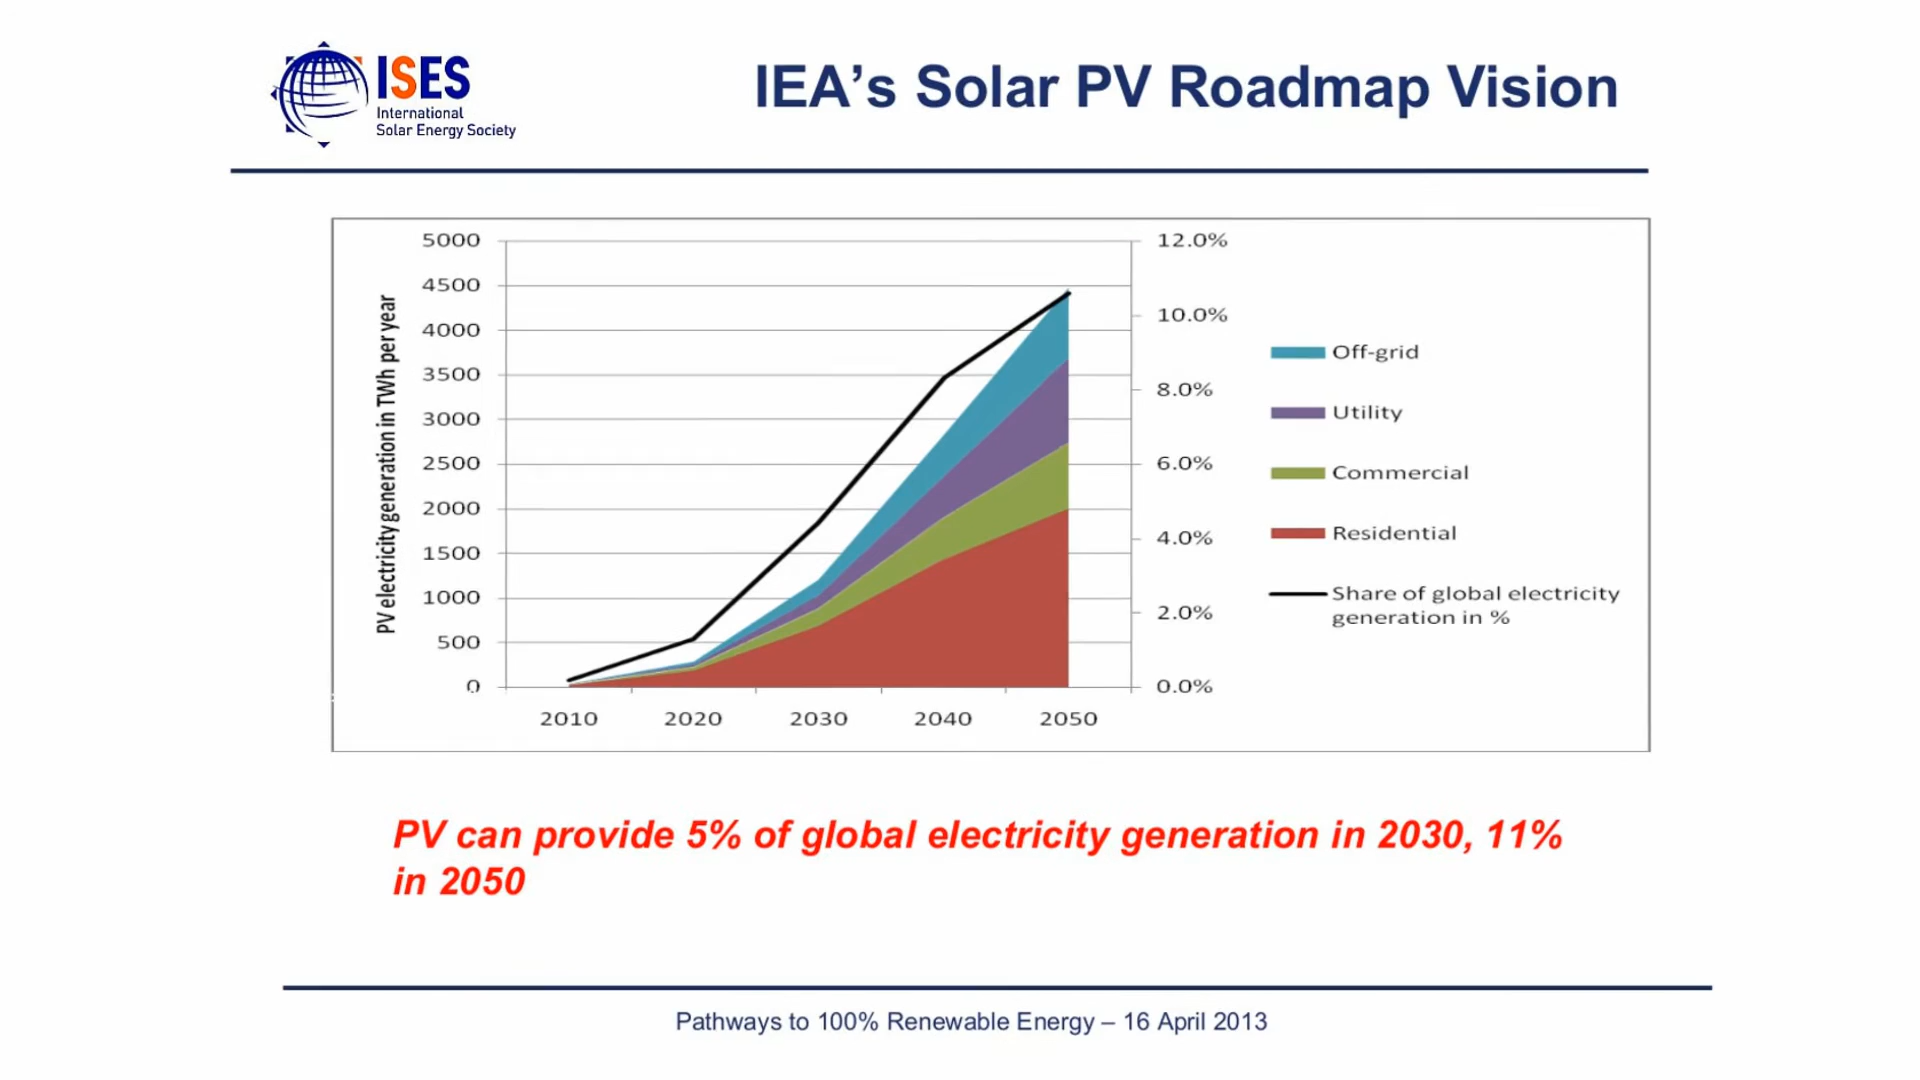 ISES
International
Solar Energy Society
IEA’s Solar PV Roadmap Vision
PV electricity generation in TWh per year
5000
4500
4000
3500
3000
2500
2000
1500
1000
500
0
12.0%
10.0%
8.0%
6.0%
4.0%
2.0%
0.0%
2010 2020 2030 2040 2050
Off-grid
Utility
Commercial
Residential
Share of global electricity
generation in %
PV can provide 5% of global electricity generation in 2030, 11%
in 2050
Pathways to 100% Renewable Energy – 16 April 2013